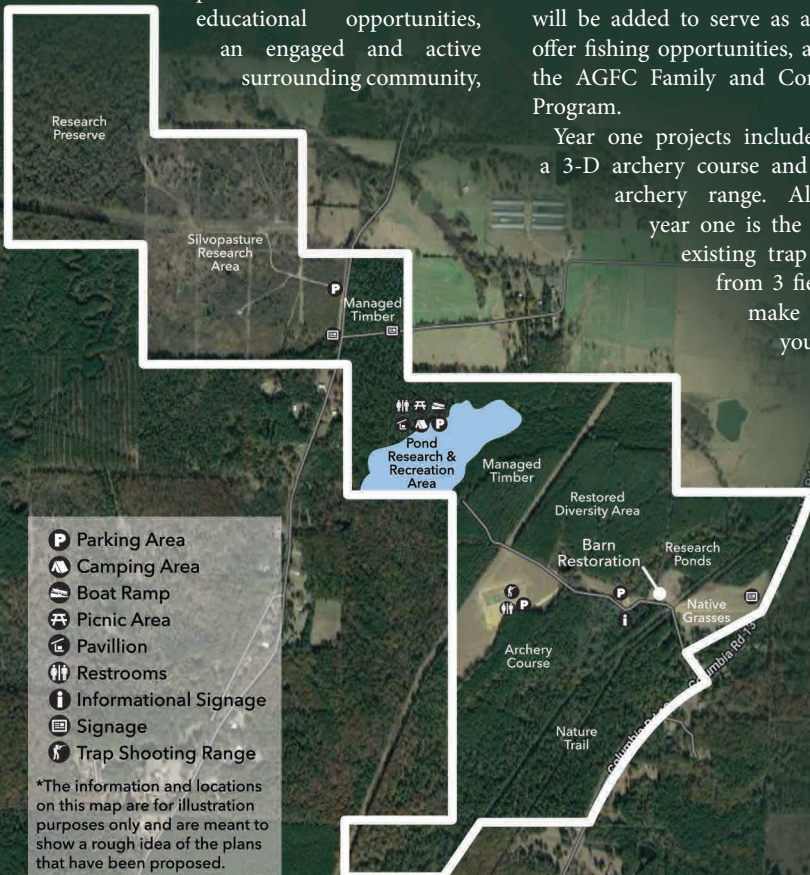 educational opportunities,
an engaged and active
surrounding community,
will be added to serve as a
offer fishing opportunities, a
the AGFC Family and Co
Program.
Year one projects include
a 3-D archery course and
archery range. Al
year one is the
existing trap
from 3 fie
make
you
Research
Preserve
Silvopasture
Research
Area
P
Managed
Timber
P
Pond
Research &
Recreation
Area
Managed
Timber
Restored
Diversity Area
Barn
Restoration
Research
Ponds
P
P
i
Native
Grasses
Archery
Course
Nature
Trail
Columbia Rd 13
P Parking Area
Camping Area
Boat Ramp
Picnic Area
Pavillion
Restrooms
i Informational Signage
Signage
Trap Shooting Range
*The information and locations
on this map are for illustration
purposes only and are meant to
show a rough idea of the plans
that have been proposed.